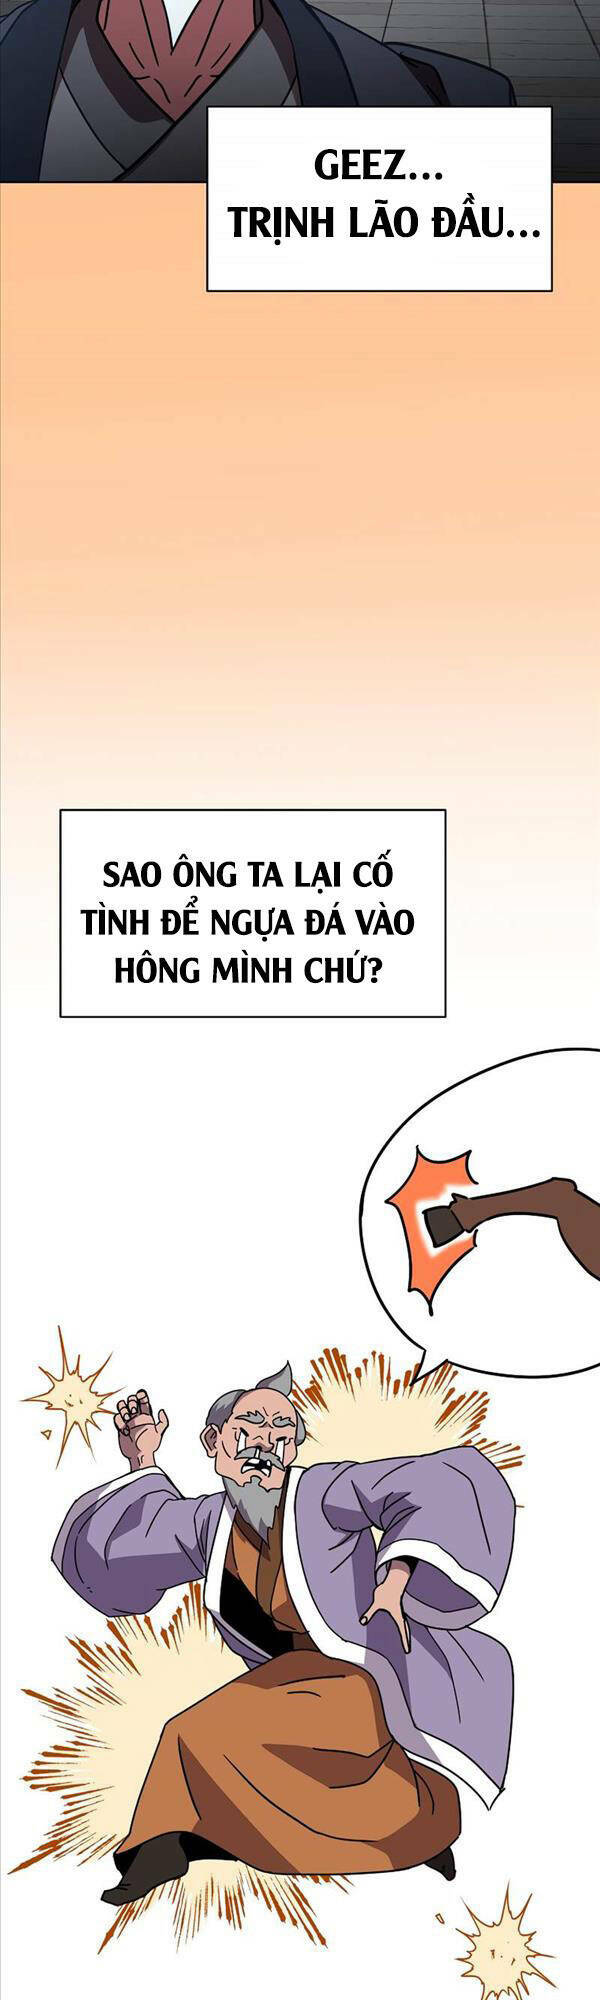 GEEZ...
TRỊNH LÃO ĐẦU...
SAO ÔNG TA LẠI CỐ
TÌNH ĐỂ NGỰA ĐÁ VÀO
HÔNG MÌNH CHỨ?